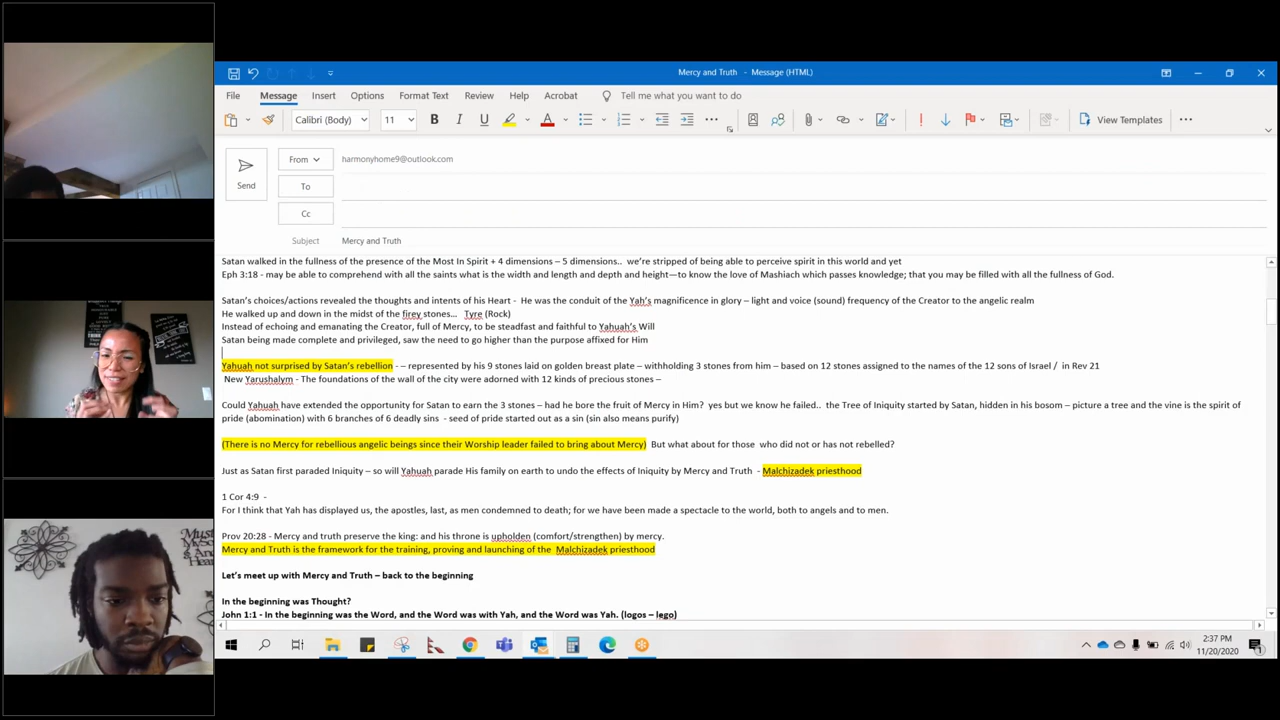 Mercy and Truth - Message (HTML)
File Message Insert Options Format Text Review Help Acrobat Tell me what you want to do
Calibri (Body) 11 B I U A View Templates
From harmonyhome9@outlook.com
Send
To
Cc
Subject Mercy and Truth
Satan walked in the fullness of the presence of the Most In Spirit + 4 dimensions – 5 dimensions.. we're stripped of being able to perceive spirit in this world and yet
Eph 3:18 - may be able to comprehend with all the saints what is the width and length and depth and height—to know the love of Mashiach which passes knowledge; that you may be filled with all the fullness of God.
Satan's choices/actions revealed the thoughts and intents of his Heart - He was the conduit of the Yah's magnificence in glory – light and voice (sound) frequency of the Creator to the angelic realm
He walked up and down in the midst of the firey stones… Tyre (Rock)
Instead of echoing and emanating the Creator, full of Mercy, to be steadfast and faithful to Yahuah's Will
Satan being made complete and privileged, saw the need to go higher than the purpose affixed for Him
Yahuah not surprised by Satan's rebellion - – represented by his 9 stones laid on golden breast plate – withholding 3 stones from him – based on 12 stones assigned to the names of the 12 sons of Israel / in Rev 21
New Yarushalym - The foundations of the wall of the city were adorned with 12 kinds of precious stones –
Could Yahuah have extended the opportunity for Satan to earn the 3 stones – had he bore the fruit of Mercy in Him? yes but we know he failed.. the Tree of Iniquity started by Satan, hidden in his bosom – picture a tree and the vine is the spirit of
pride (abomination) with 6 branches of 6 deadly sins - seed of pride started out as a sin (sin also means purify)
(There is no Mercy for rebellious angelic beings since their Worship leader failed to bring about Mercy) But what about for those who did not or has not rebelled?
Just as Satan first paraded Iniquity – so will Yahuah parade His family on earth to undo the effects of Iniquity by Mercy and Truth - Malchizadek priesthood
1 Cor 4:9 -
For I think that Yah has displayed us, the apostles, last, as men condemned to death; for we have been made a spectacle to the world, both to angels and to men.
Prov 20:28 - Mercy and truth preserve the king: and his throne is upholden (comfort/strengthen) by mercy.
Mercy and Truth is the framework for the training, proving and launching of the Malchizadek priesthood
Let's meet up with Mercy and Truth – back to the beginning
In the beginning was Thought?
John 1:1 - In the beginning was the Word, and the Word was with Yah, and the Word was Yah. (logos – lego)
2:37 PM
11/20/2020